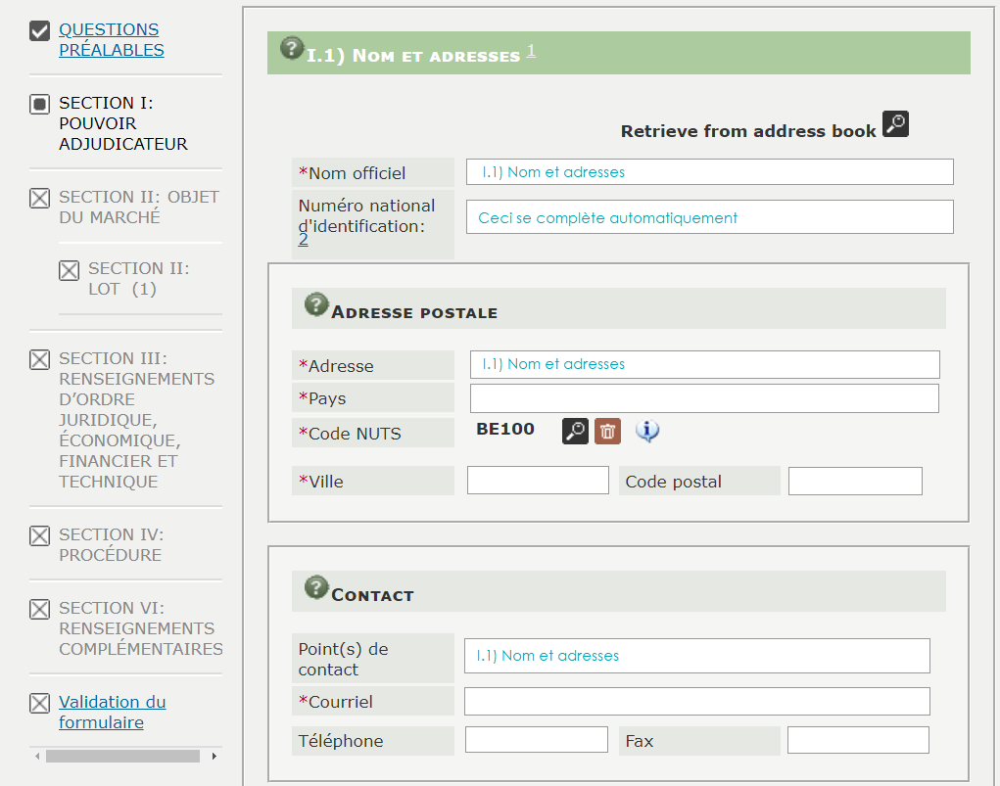 QUESTIONS
PRÉALABLES
SECTION I:
POUVOIR
ADJUDICATEUR
SECTION II: OBJET
DU MARCHÉ
SECTION II:
LOT (1)
SECTION III:
RENSEIGNEMENTS
D’ORDRE
JURIDIQUE,
ÉCONOMIQUE,
FINANCIER ET
TECHNIQUE
SECTION IV:
PROCÉDURE
SECTION VI:
RENSEIGNEMENTS
COMPLÉMENTAIRES
Validation du
formulaire
I.1) Nom et adresses 1
Retrieve from address book
*Nom officiel I.1) Nom et adresses
Numéro national
d'identification:
2
Ceci se complète automatiquement
Adresse postale
*Adresse I.1) Nom et adresses
*Pays
*Code NUTS BE100
*Ville Code postal
Contact
Point(s) de
contact
I.1) Nom et adresses
*Courriel
Téléphone Fax